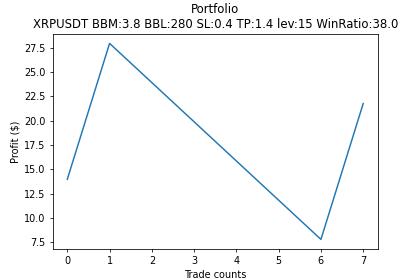 Portfolio
XRPUSDT BBM:3.8 BBL:280 SL:0.4 TP:1.4 lev:15 WinRatio:38.0
27.5
25.0
22.5
20.0
17.5
15.0
12.5
10.0
7.5
Profit ($)
0 1 2 3 4 5 6 7
Trade counts